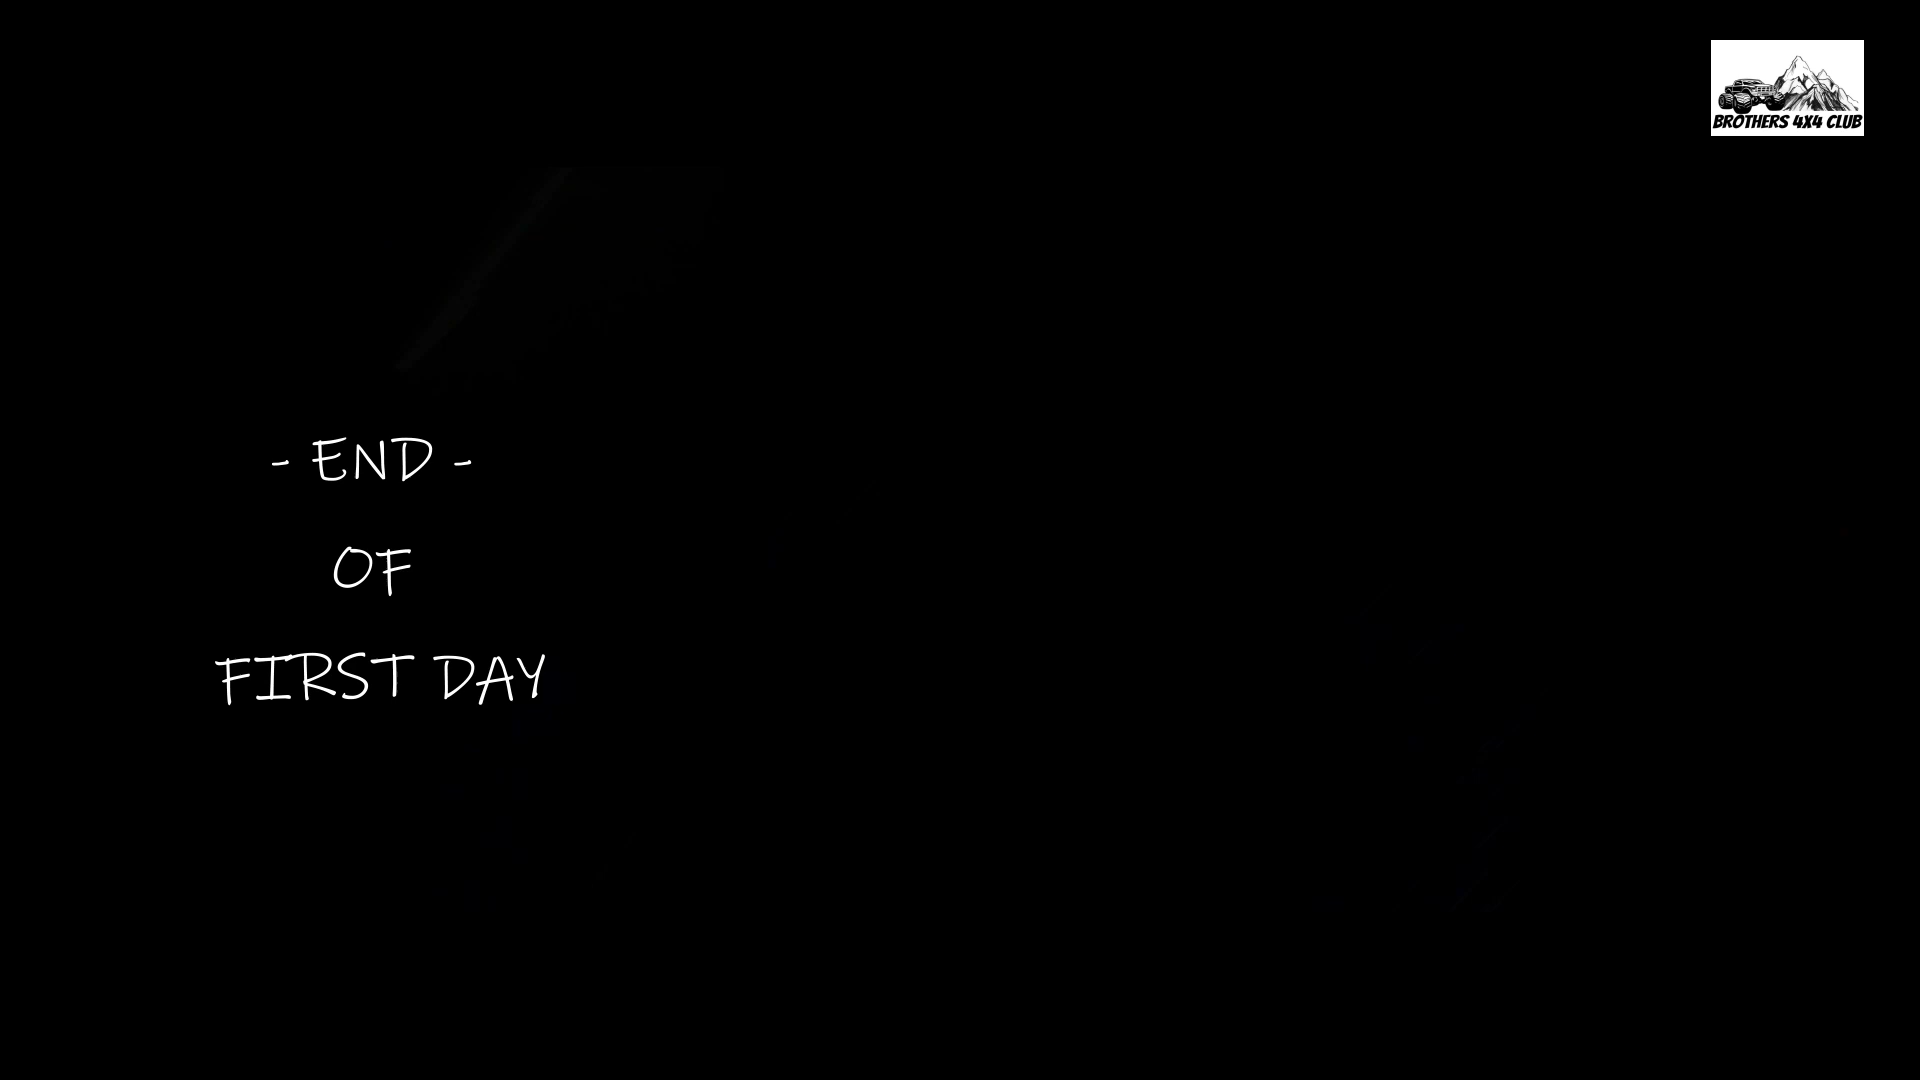 BROTHERS 4X4 CLUB
- END -
OF
FIRST DAY